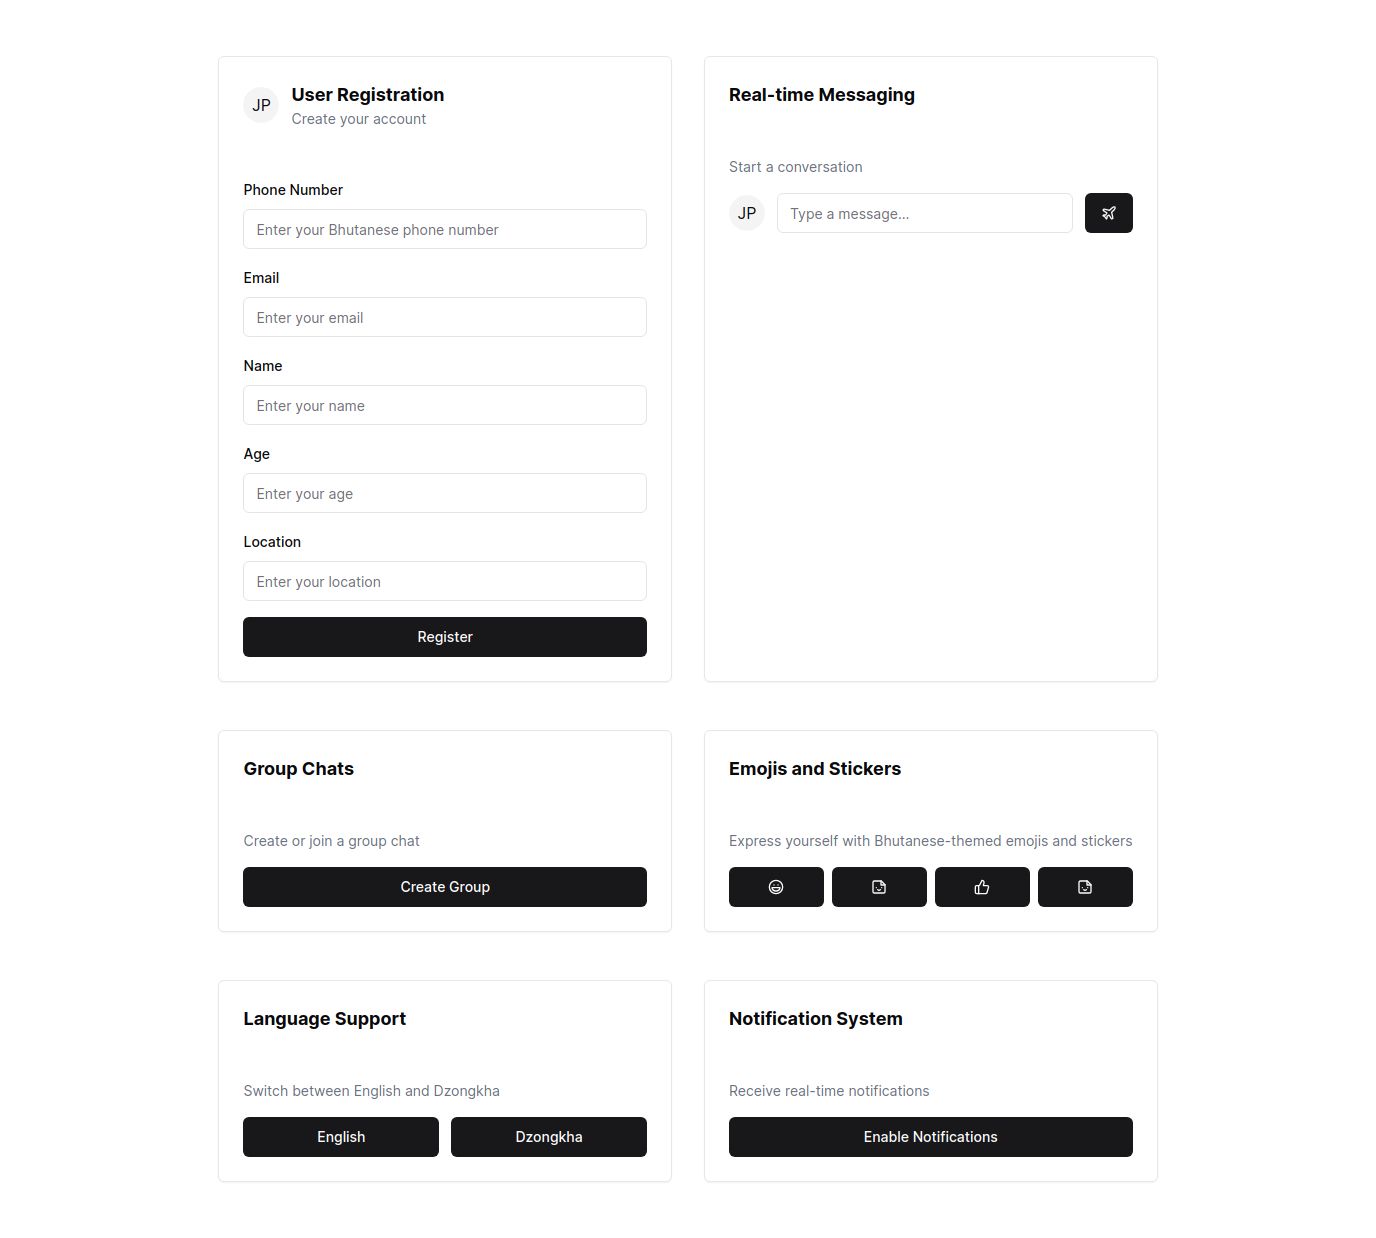 JP
User Registration
Create your account
Phone Number
Enter your Bhutanese phone number
Email
Enter your email
Name
Enter your name
Age
Enter your age
Location
Enter your location
Register
Real-time Messaging
Start a conversation
JP
Type a message...
Group Chats
Create or join a group chat
Create Group
Emojis and Stickers
Express yourself with Bhutanese-themed emojis and stickers
Language Support
Switch between English and Dzongkha
English
Dzongkha
Notification System
Receive real-time notifications
Enable Notifications